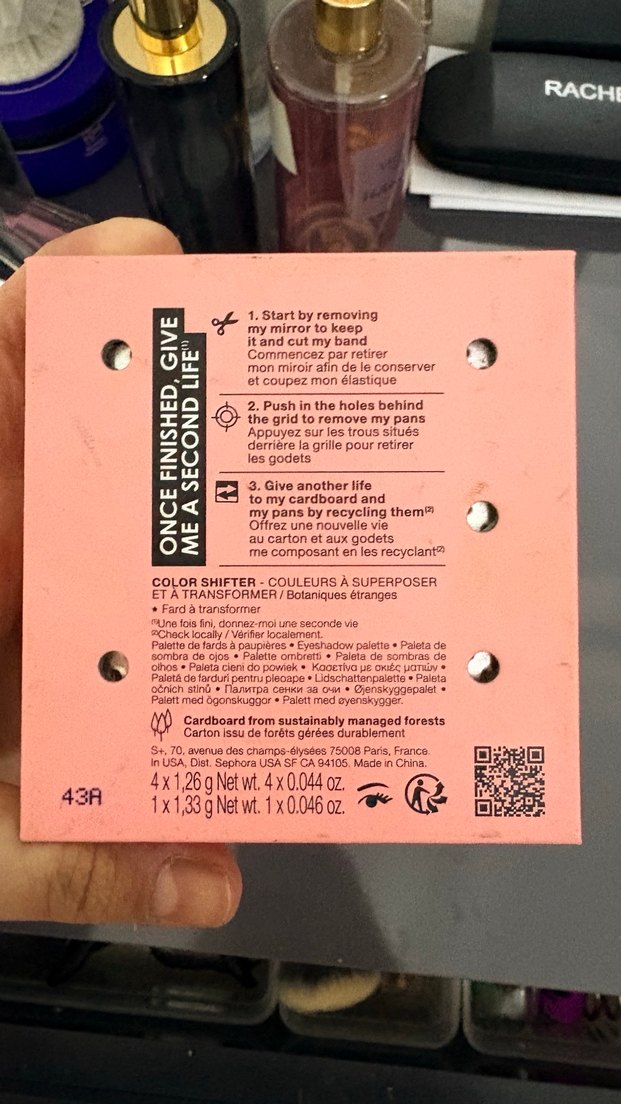 RACHE
ONCE FINISHED, GIVE
ME A SECOND LIFE⁽¹⁾
1. Start by removing
my mirror to keep
it and cut my band
Commencez par retirer
mon miroir afin de le conserver
et coupez mon élastique
2. Push in the holes behind
the grid to remove my pans
Appuyez sur les trous situés
derrière la grille pour retirer
les godets
3. Give another life
to my cardboard and
my pans by recycling them⁽²⁾
Offrez une nouvelle vie
au carton et aux godets
me composant en les recyclant⁽²⁾
COLOR SHIFTER - COULEURS À SUPERPOSER
ET À TRANSFORMER / Botaniques étranges
★ Fard à transformer
⁽¹⁾Une fois fini, donnez-moi une seconde vie
⁽²⁾Check locally / Vérifier localement.
Palette de fards à paupières • Eyeshadow palette • Paleta de
sombra de ojos • Palette ombretti • Paleta de sombras de
olhos • Paleta cieni do powiek • Κασετίνα με σκιές ματιών •
Paletă de farduri pentru pleoape • Lidschattenpalette • Paleta
očních stínů • Палитра сенки за очи • Øjenskyggepalet •
Palett med ögonskuggor • Palett med øyenskygger.
Cardboard from sustainably managed forests
Carton issu de forêts gérées durablement
S+, 70, avenue des champs-élysées 75008 Paris, France.
In USA, Dist. Sephora USA SF CA 94105. Made in China.
4 x 1,26 g Net wt. 4 x 0.044 oz.
1 x 1,33 g Net wt. 1 x 0.046 oz.
43A